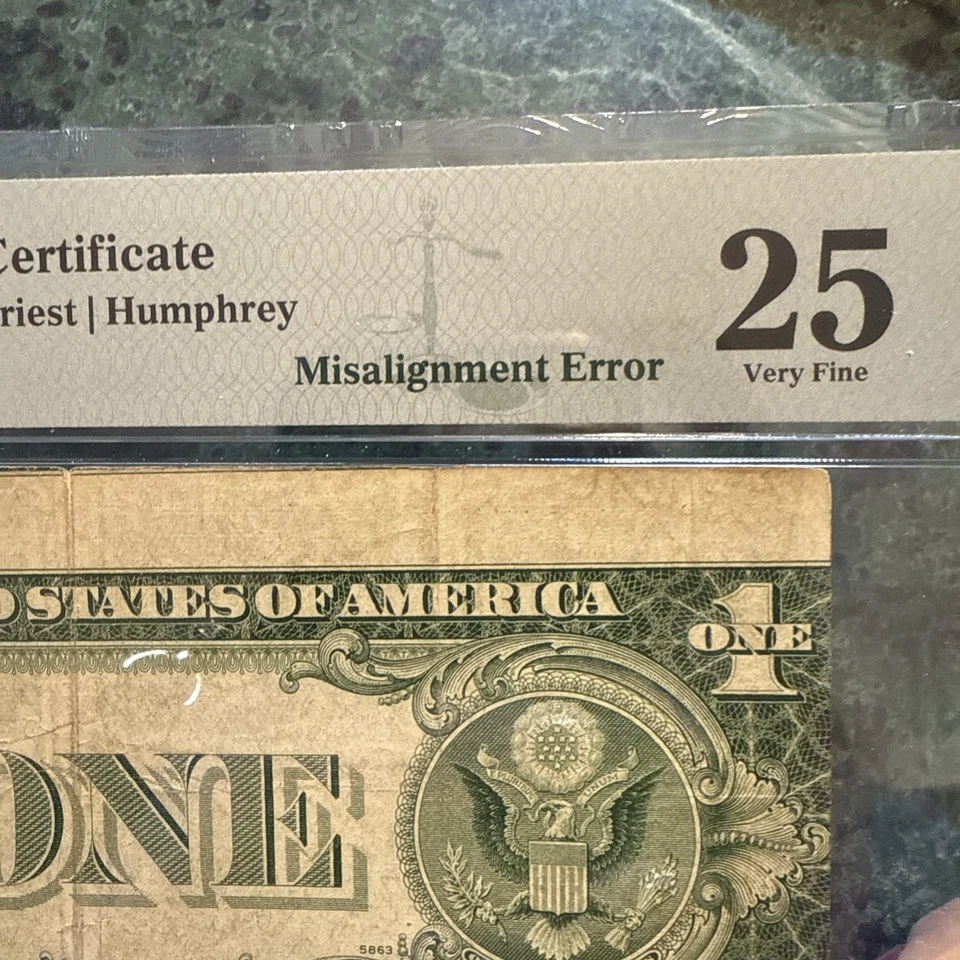 Certificate
riest | Humphrey
Misalignment Error
25
Very Fine
D STATES OF AMERICA
1
ONE
ONE
5863